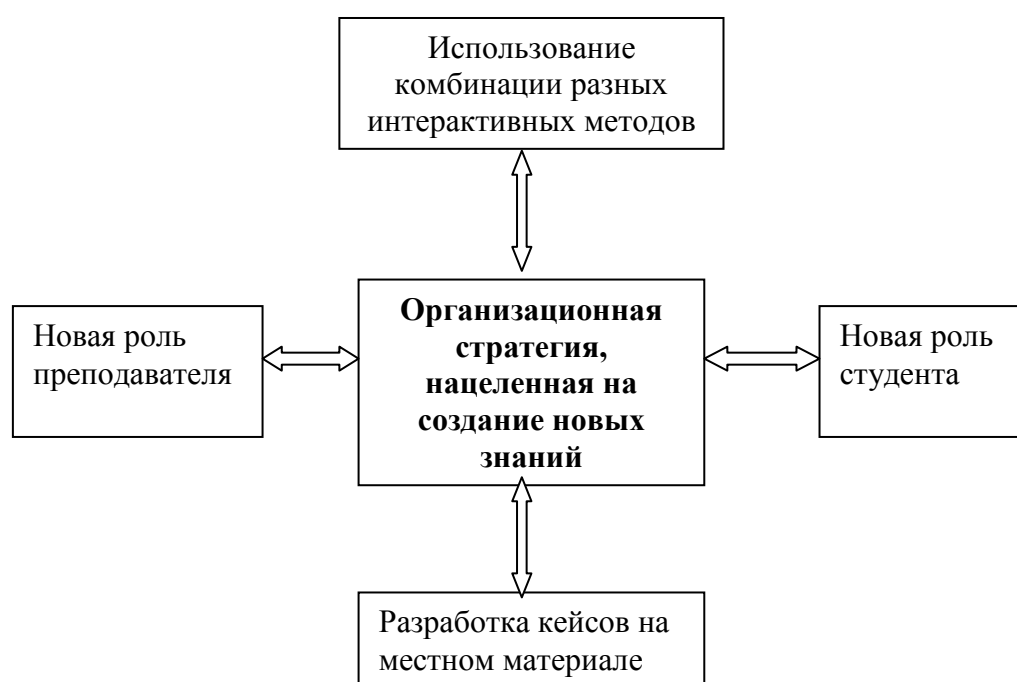 Использование
комбинации разных
интерактивных методов
Новая роль
преподавателя
Организационная
стратегия,
нацеленная на
создание новых
знаний
Новая роль
студента
Разработка кейсов на
местном материале